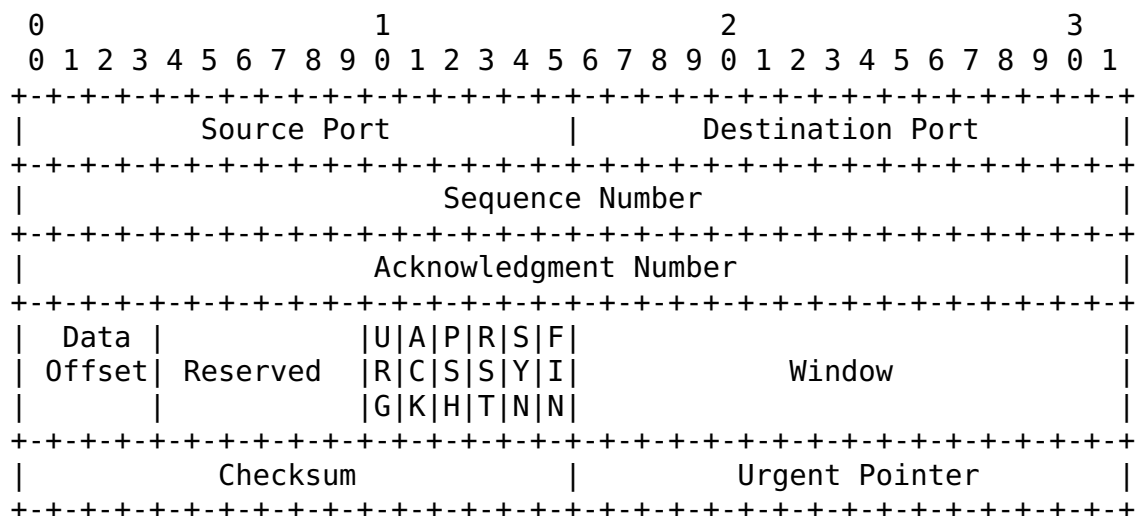 0                   1                   2                   3
 0 1 2 3 4 5 6 7 8 9 0 1 2 3 4 5 6 7 8 9 0 1 2 3 4 5 6 7 8 9 0 1
+-+-+-+-+-+-+-+-+-+-+-+-+-+-+-+-+-+-+-+-+-+-+-+-+-+-+-+-+-+-+-+-+
|          Source Port          |       Destination Port        |
+-+-+-+-+-+-+-+-+-+-+-+-+-+-+-+-+-+-+-+-+-+-+-+-+-+-+-+-+-+-+-+-+
|                        Sequence Number                        |
+-+-+-+-+-+-+-+-+-+-+-+-+-+-+-+-+-+-+-+-+-+-+-+-+-+-+-+-+-+-+-+-+
|                    Acknowledgment Number                      |
+-+-+-+-+-+-+-+-+-+-+-+-+-+-+-+-+-+-+-+-+-+-+-+-+-+-+-+-+-+-+-+-+
|  Data |           |U|A|P|R|S|F|                               |
| Offset| Reserved  |R|C|S|S|Y|I|            Window             |
|       |           |G|K|H|T|N|N|                               |
+-+-+-+-+-+-+-+-+-+-+-+-+-+-+-+-+-+-+-+-+-+-+-+-+-+-+-+-+-+-+-+-+
|           Checksum            |         Urgent Pointer        |
+-+-+-+-+-+-+-+-+-+-+-+-+-+-+-+-+-+-+-+-+-+-+-+-+-+-+-+-+-+-+-+-+